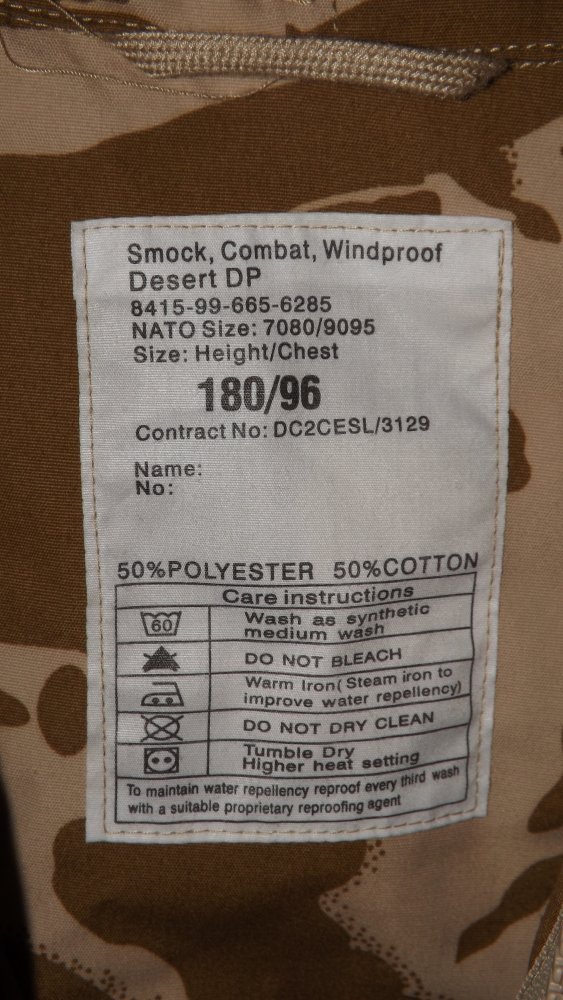 Smock, Combat, Windproof
Desert DP
8415-99-665-6285
NATO Size: 7080/9095
Size: Height/Chest
180/96
Contract No: DC2CESL/3129
Name:
No:
50%POLYESTER 50%COTTON
Care instructions
60
Wash as synthetic
medium wash
DO NOT BLEACH
Warm Iron( Steam iron to
improve water repellency)
DO NOT DRY CLEAN
Tumble Dry
Higher heat setting
To maintain water repellency reproof every third wash
with a suitable proprietary reproofing agent